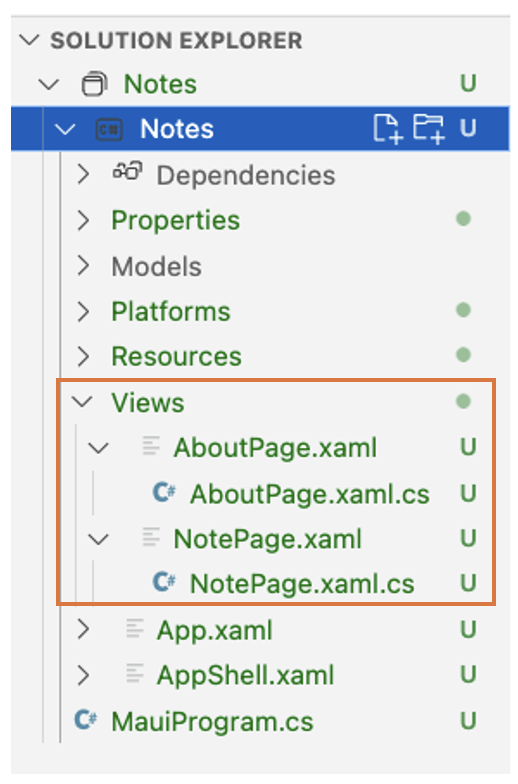 SOLUTION EXPLORER
Notes U
C# Notes U
Dependencies
Properties
Models
Platforms
Resources
Views
AboutPage.xaml U
C# AboutPage.xaml.cs U
NotePage.xaml U
C# NotePage.xaml.cs U
App.xaml U
AppShell.xaml U
C# MauiProgram.cs U